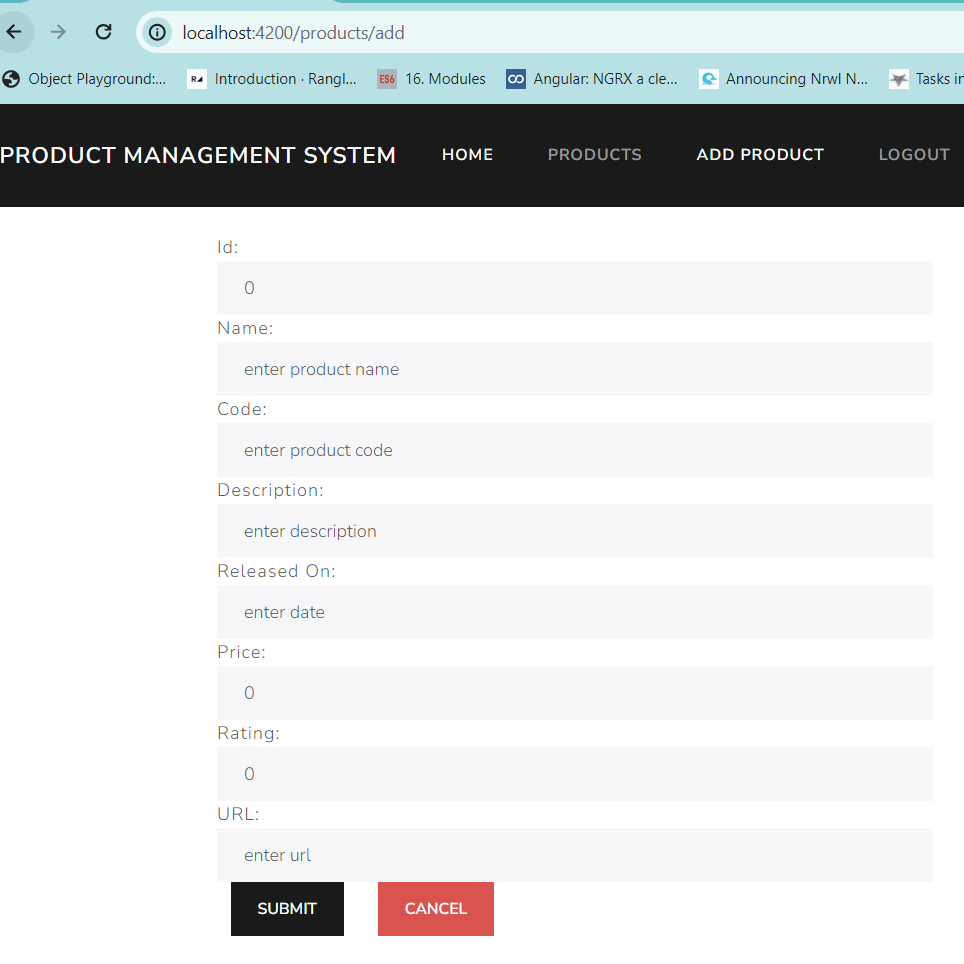 localhost:4200/products/add
Object Playground:... R♦ Introduction · Rangl... ES6 16. Modules Angular: NGRX a cle... Announcing Nrwl N... Tasks in
PRODUCT MANAGEMENT SYSTEM HOME PRODUCTS ADD PRODUCT LOGOUT
Id:
0
Name:
enter product name
Code:
enter product code
Description:
enter description
Released On:
enter date
Price:
0
Rating:
0
URL:
enter url
SUBMIT CANCEL